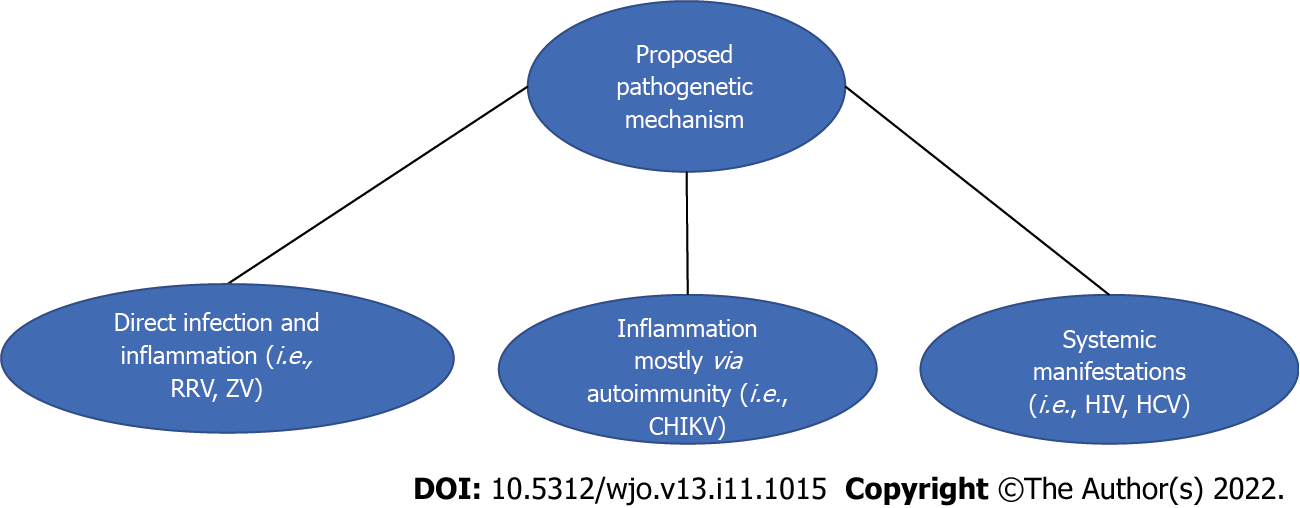 Proposed
pathogenetic
mechanism
Direct infection and
inflammation (i.e.,
RRV, ZV)
Inflammation
mostly via
autoimmunity (i.e.,
CHIKV)
Systemic
manifestations
(i.e., HIV, HCV)
DOI: 10.5312/wjo.v13.i11.1015 Copyright ©The Author(s) 2022.